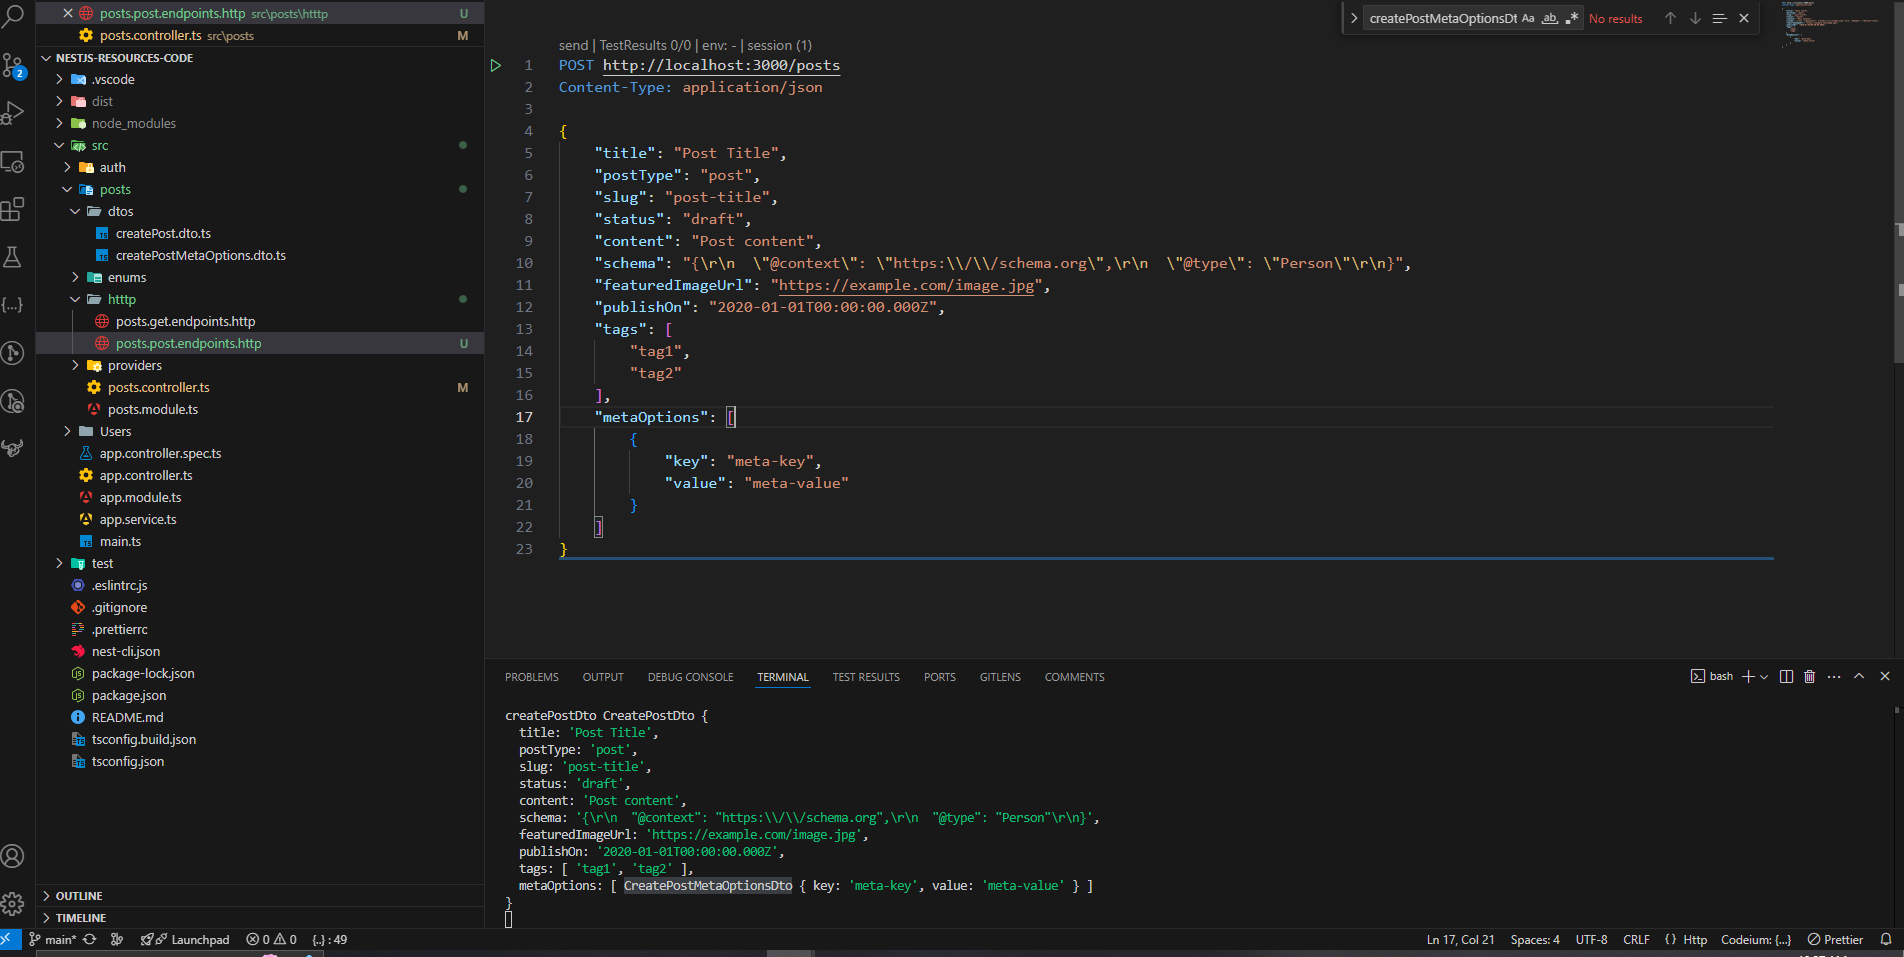 posts.post.endpoints.http src\posts\htttp U
posts.controller.ts src\posts M
NESTJS-RESOURCES-CODE
.vscode
dist
node_modules
src
auth
posts
dtos
createPost.dto.ts
createPostMetaOptions.dto.ts
enums
htttp
posts.get.endpoints.http
posts.post.endpoints.http U
providers
posts.controller.ts M
posts.module.ts
Users
app.controller.spec.ts
app.controller.ts
app.module.ts
app.service.ts
main.ts
test
.eslintrc.js
.gitignore
.prettierrc
nest-cli.json
package-lock.json
package.json
README.md
tsconfig.build.json
tsconfig.json
OUTLINE
TIMELINE
2
createPostMetaOptionsDt Aa ab .* No results
send | TestResults 0/0 | env: - | session (1)
1 POST http://localhost:3000/posts
2 Content-Type: application/json
3
4 {
5 "title": "Post Title",
6 "postType": "post",
7 "slug": "post-title",
8 "status": "draft",
9 "content": "Post content",
10 "schema": "{\r\n  \"@context\": \"https:\\/\\/schema.org\",\r\n  \"@type\": \"Person\"\r\n}",
11 "featuredImageUrl": "https://example.com/image.jpg",
12 "publishOn": "2020-01-01T00:00:00.000Z",
13 "tags": [
14 "tag1",
15 "tag2"
16 ],
17 "metaOptions": [
18 {
19 "key": "meta-key",
20 "value": "meta-value"
21 }
22 ]
23 }
PROBLEMS OUTPUT DEBUG CONSOLE TERMINAL TEST RESULTS PORTS GITLENS COMMENTS bash
createPostDto CreatePostDto {
title: 'Post Title',
postType: 'post',
slug: 'post-title',
status: 'draft',
content: 'Post content',
schema: '{\r\n  "@context": "https:\\/\\/schema.org",\r\n  "@type": "Person"\r\n}',
featuredImageUrl: 'https://example.com/image.jpg',
publishOn: '2020-01-01T00:00:00.000Z',
tags: [ 'tag1', 'tag2' ],
metaOptions: [ CreatePostMetaOptionsDto { key: 'meta-key', value: 'meta-value' } ]
}
main* Launchpad 0 0 {..} : 49 Ln 17, Col 21 Spaces: 4 UTF-8 CRLF {} Http Codeium: {...} Prettier